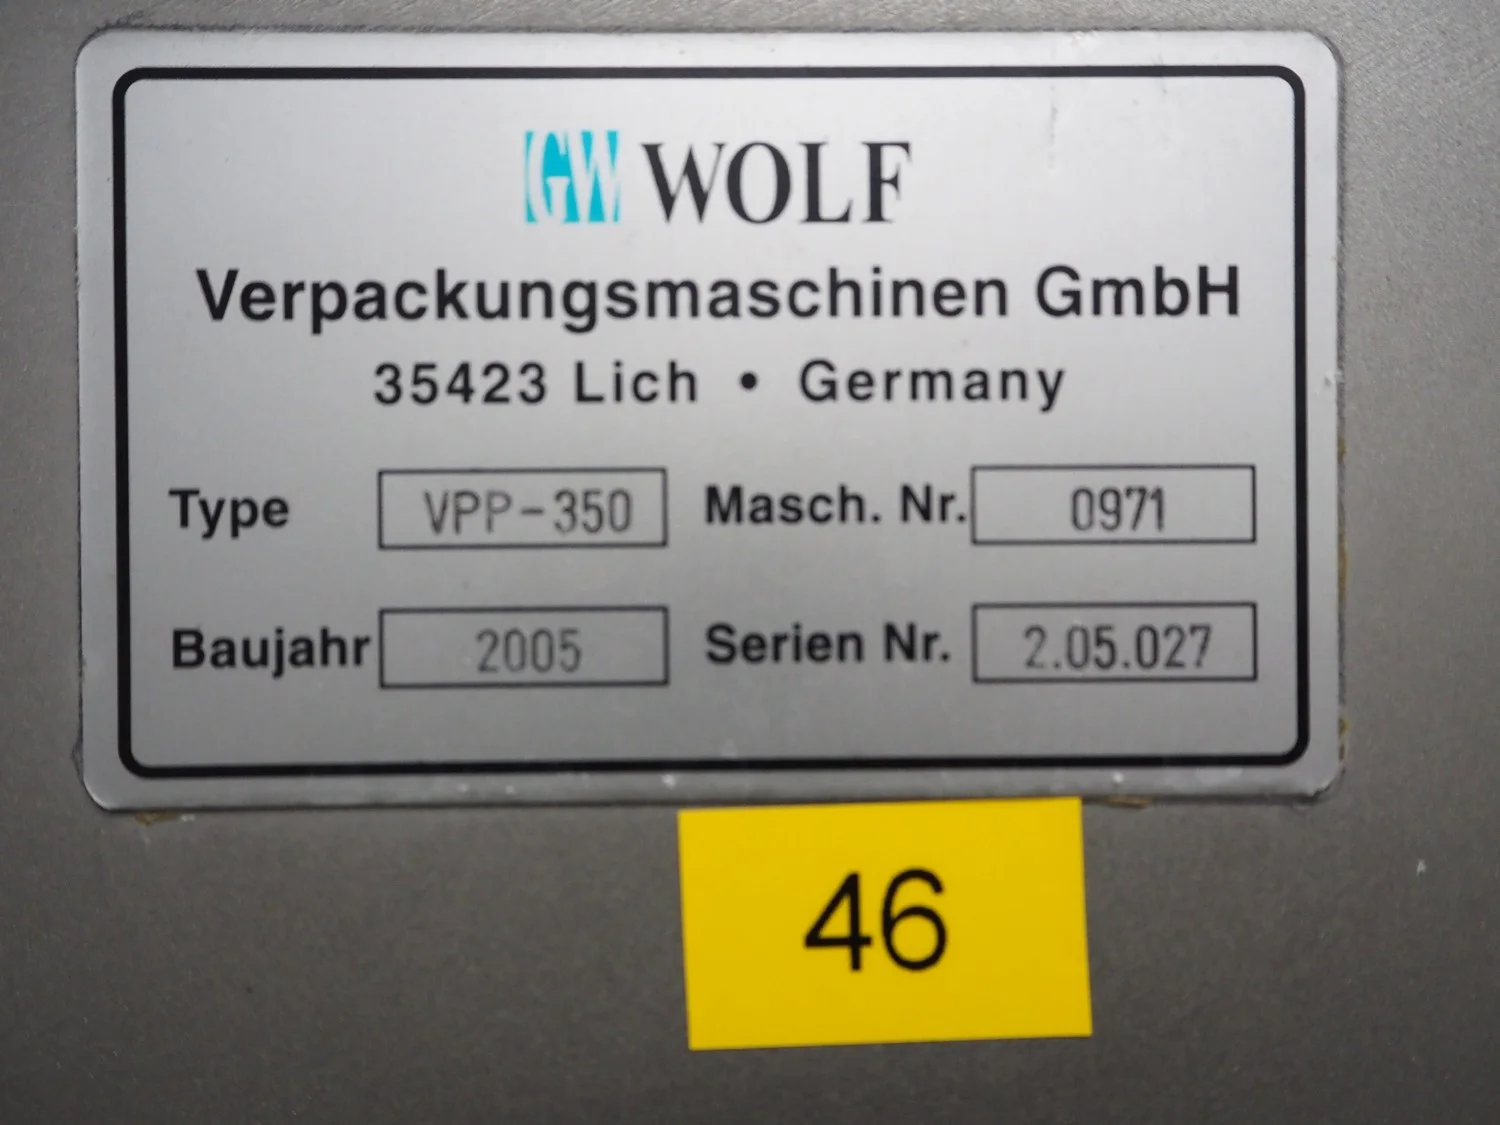 GW WOLF
Verpackungsmaschinen GmbH
35423 Lich • Germany
Type VPP-350 Masch. Nr. 0971
Baujahr 2005 Serien Nr. 2.05.027
46